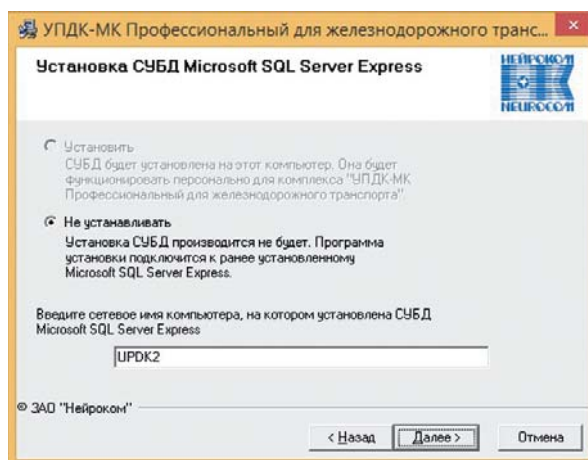 УПДК-МК Профессиональный для железнодорожного транс...
Установка СУБД Microsoft SQL Server Express
НЕЙРОКОМ
NEUROCOM
Установить
СУБД будет установлена на этот компьютер. Она будет
функционировать персонально для комплекса "УПДК-МК
Профессиональный для железнодорожного транспорта".
Не устанавливать
Установка СУБД производится не будет. Программа
установки подключится к ранее установленному
Microsoft SQL Server Express.
Введите сетевое имя компьютера, на котором установлена СУБД
Microsoft SQL Server Express
UPDK2
© ЗАО "Нейроком"
< Назад
Далее >
Отмена